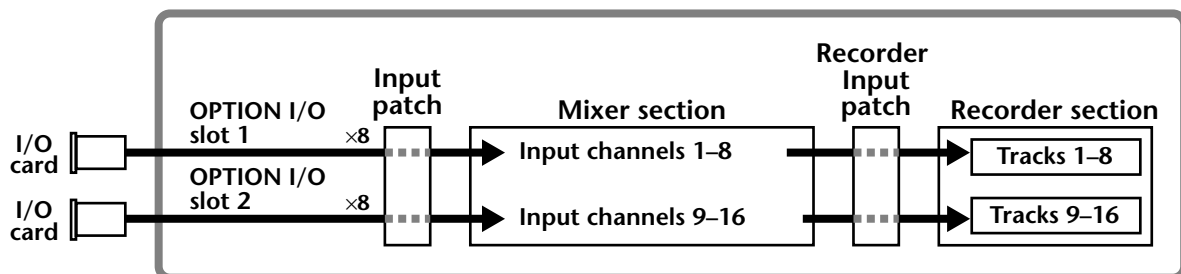 Input
patch
Mixer section
Recorder
Input
patch
Recorder section
I/O
card
OPTION I/O
slot 1
×8
Input channels 1–8
Tracks 1–8
I/O
card
OPTION I/O
slot 2
×8
Input channels 9–16
Tracks 9–16